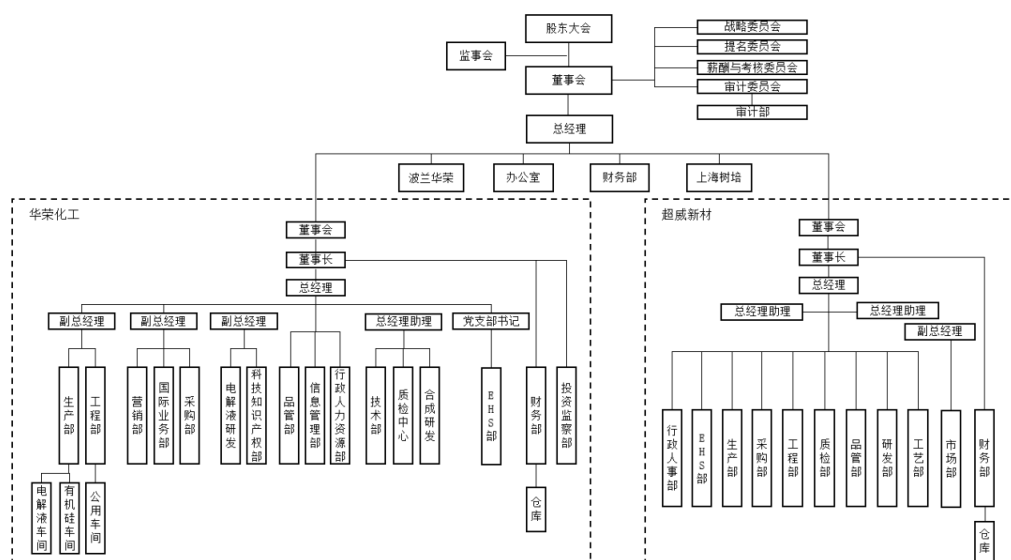 股东大会
监事会
董事会
战略委员会
提名委员会
薪酬与考核委员会
审计委员会
审计部
总经理
波兰华荣
办公室
财务部
上海树培
华荣化工
董事会
董事长
总经理
副总经理
副总经理
副总经理
总经理助理
党支部书记
生产部
工程部
营销部
国际业务部
采购部
电解液研发
科技知识产权部
品管部
信息管理部
行政人力资源部
技术部
质检中心
合成研发
EHS部
财务部
投资监察部
电解液车间
有机硅车间
公用车间
仓库
超威新材
董事会
董事长
总经理
总经理助理
总经理助理
副总经理
行政人事部
EHS部
生产部
采购部
工程部
质检部
品管部
研发部
工艺部
市场部
财务部
仓库